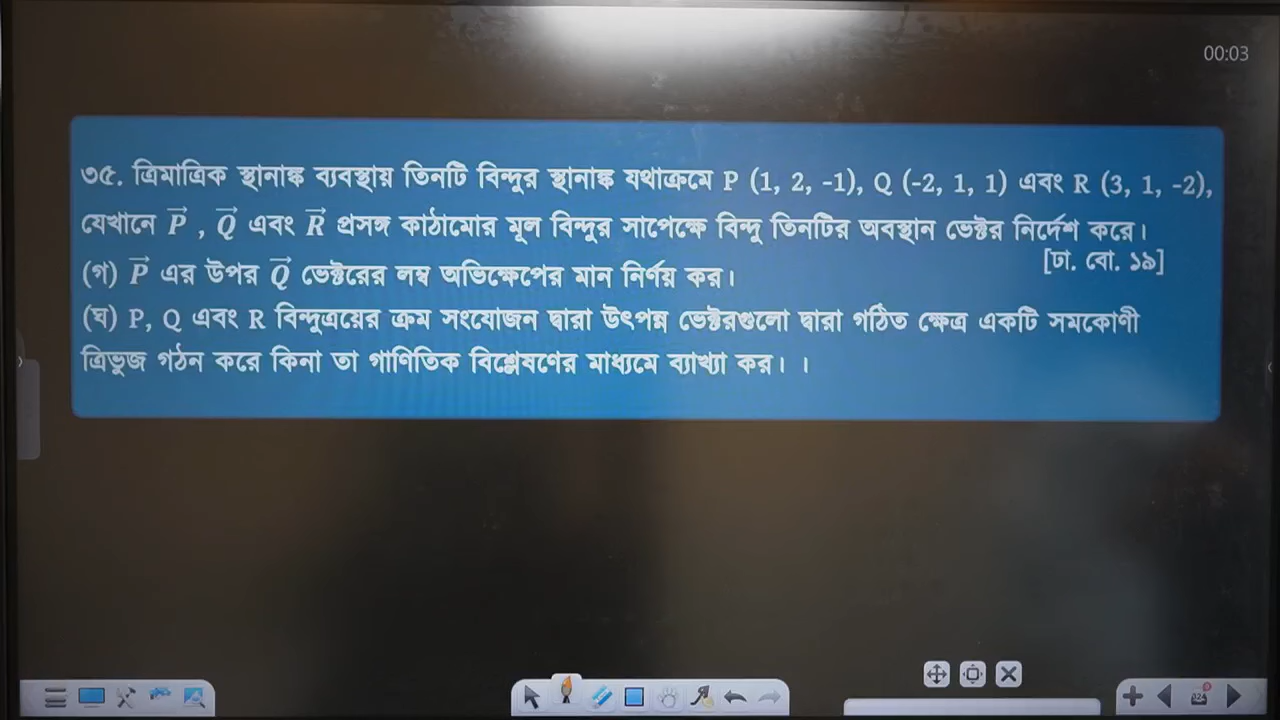 00:03
৩৫. ত্রিমাত্রিক স্থানাঙ্ক ব্যবস্থায় তিনটি বিন্দুর স্থানাঙ্ক যথাক্রমে P (1, 2, -1), Q (-2, 1, 1) এবং R (3, 1, -2),
যেখানে P⃗ , Q⃗ এবং R⃗ প্রসঙ্গ কাঠামোর মূল বিন্দুর সাপেক্ষে বিন্দু তিনটির অবস্থান ভেক্টর নির্দেশ করে।
[ঢা. বো. ১৯]
(গ) P⃗ এর উপর Q⃗ ভেক্টরের লম্ব অভিক্ষেপের মান নির্ণয় কর।
(ঘ) P, Q এবং R বিন্দুত্রয়ের ক্রম সংযোজন দ্বারা উৎপন্ন ভেক্টরগুলো দ্বারা গঠিত ক্ষেত্র একটি সমকোণী
ত্রিভুজ গঠন করে কিনা তা গাণিতিক বিশ্লেষণের মাধ্যমে ব্যাখ্যা কর। ।